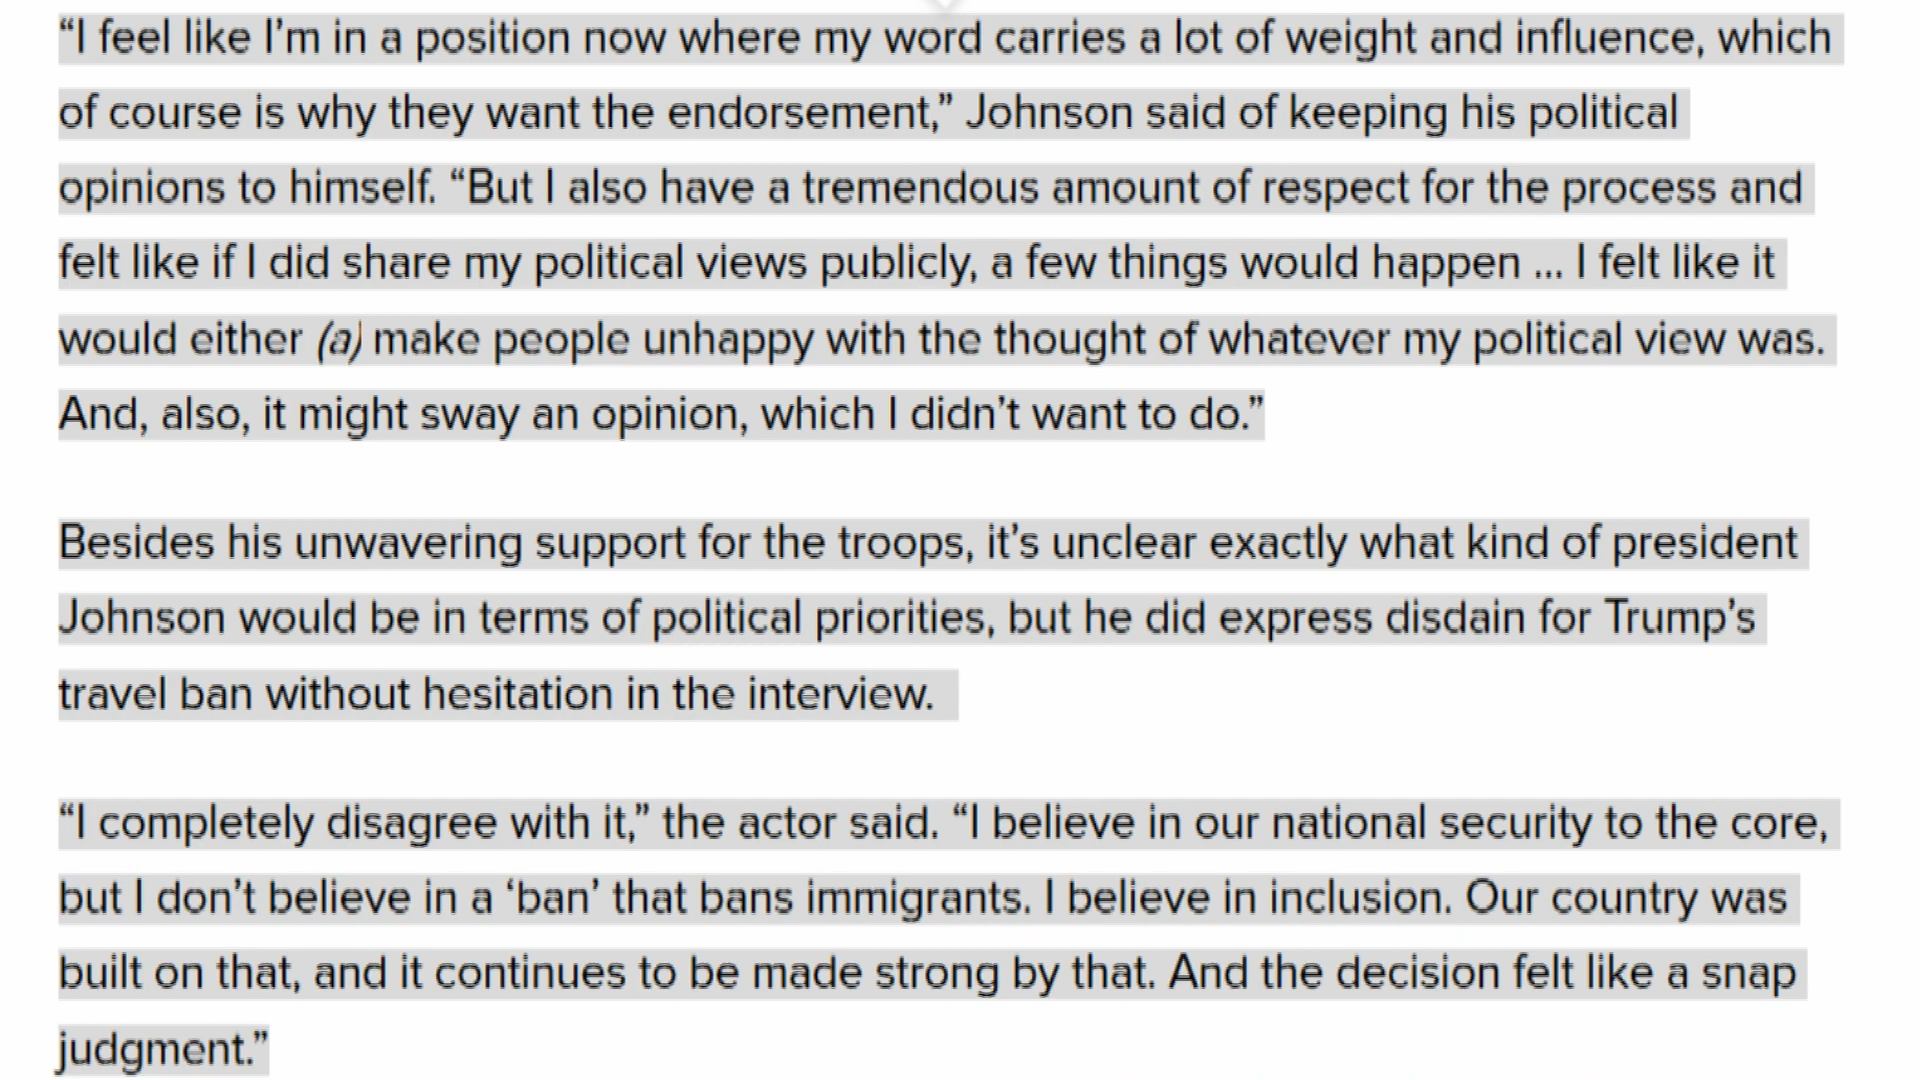 “I feel like I’m in a position now where my word carries a lot of weight and influence, which
of course is why they want the endorsement,” Johnson said of keeping his political
opinions to himself. “But I also have a tremendous amount of respect for the process and
felt like if I did share my political views publicly, a few things would happen ... I felt like it
would either (a) make people unhappy with the thought of whatever my political view was.
And, also, it might sway an opinion, which I didn’t want to do.”
Besides his unwavering support for the troops, it’s unclear exactly what kind of president
Johnson would be in terms of political priorities, but he did express disdain for Trump’s
travel ban without hesitation in the interview.
“I completely disagree with it,” the actor said. “I believe in our national security to the core,
but I don’t believe in a ‘ban’ that bans immigrants. I believe in inclusion. Our country was
built on that, and it continues to be made strong by that. And the decision felt like a snap
judgment.”